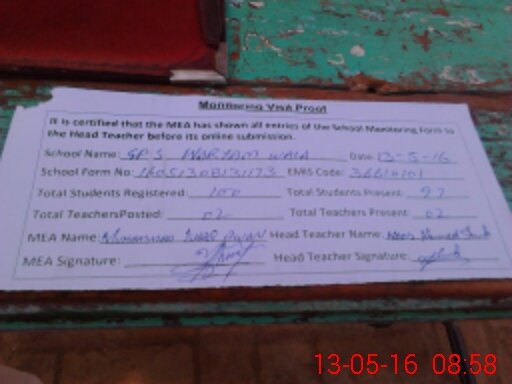 Monitoring Visit Proof
It is certified that the MEA has shown all entries of the School Monitoring Form to
the Head Teacher before its online submission.
School Name: GPS WARYAM WALA Date 13-5-16
School Form No: EMIS Code:
Total Students Registered: 100 Total Students Present: 97
Total TeachersPosted: 02 Total Teachers Present: 02
MEA Name: Head Teacher Name:
MEA Signature: Head Teacher Signature:
13-05-16 08:58